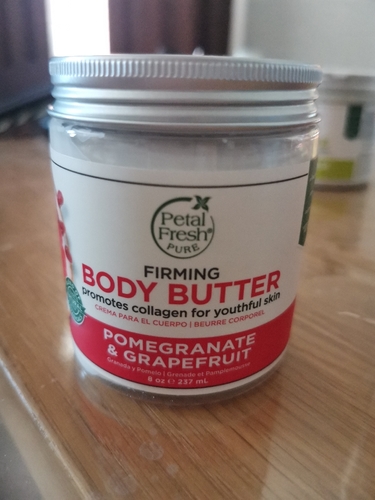 Petal
Fresh®
PURE
FIRMING
BODY BUTTER
promotes collagen for youthful skin
CREMA PARA EL CUERPO | BEURRE CORPOREL
POMEGRANATE
& GRAPEFRUIT
Granada y Pomelo | Grenade et Pamplemousse
8 oz ℮ 237 mL